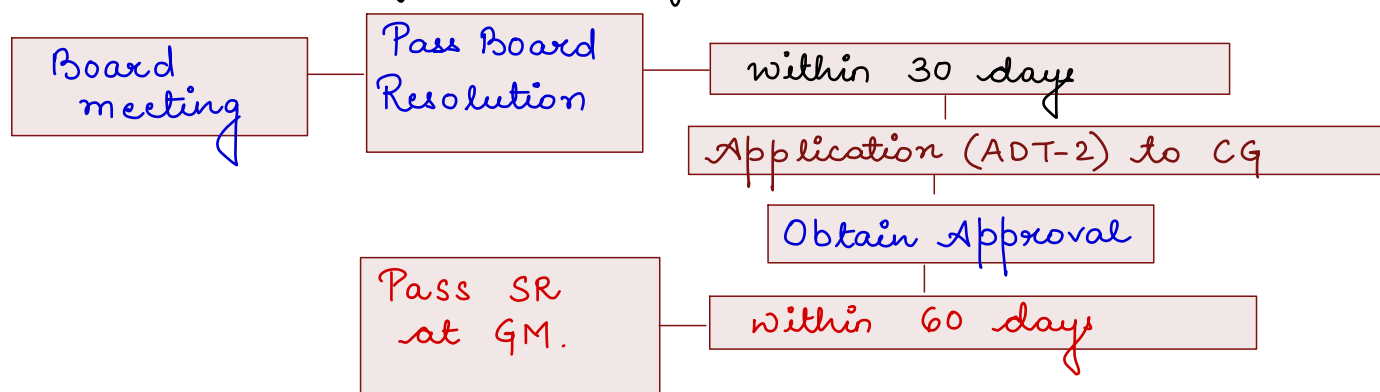 Board
meeting
Pass Board
Resolution
within 30 days
Application (ADT-2) to CG
Obtain Approval
within 60 days
Pass SR
at GM.